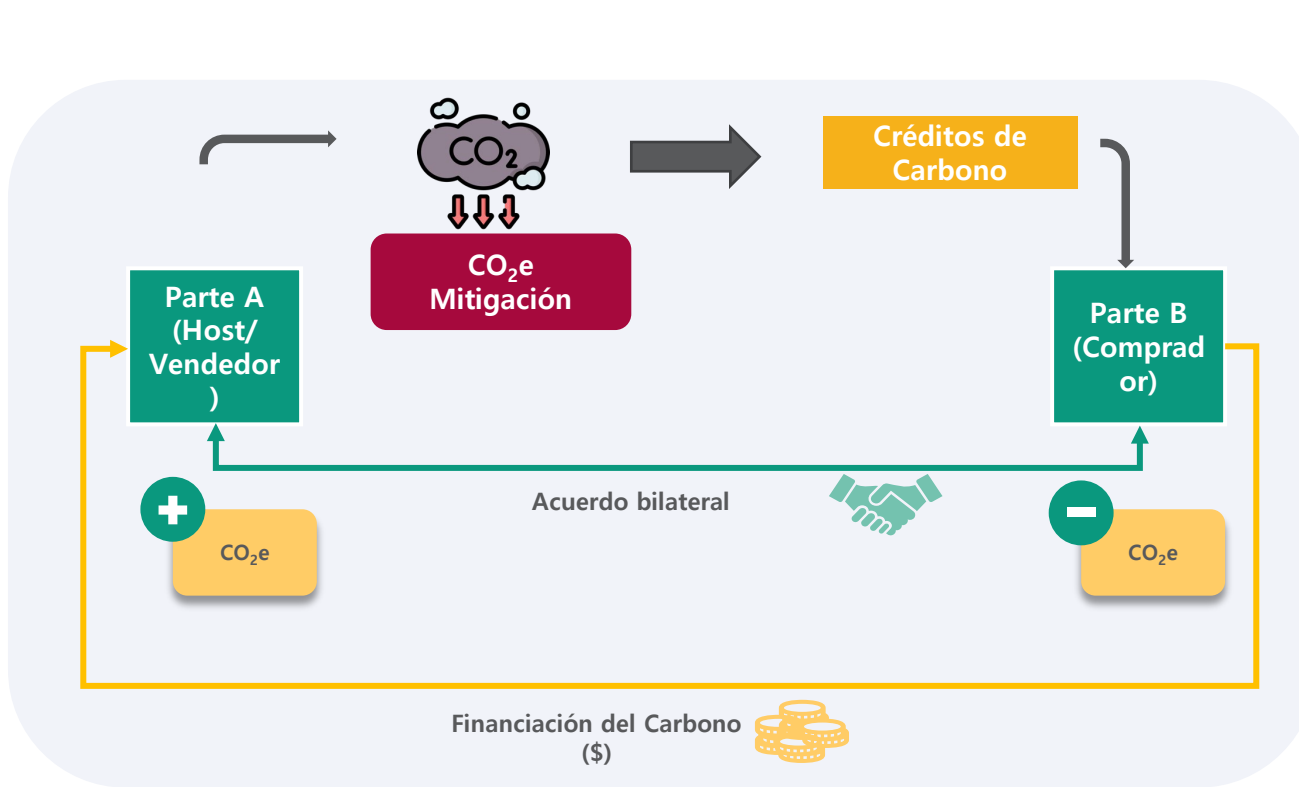 CO₂
Créditos de
Carbono
CO₂e
Mitigación
Parte A
(Host/
Vendedor
)
Parte B
(Comprad
or)
Acuerdo bilateral
CO₂e
CO₂e
Financiación del Carbono
($)